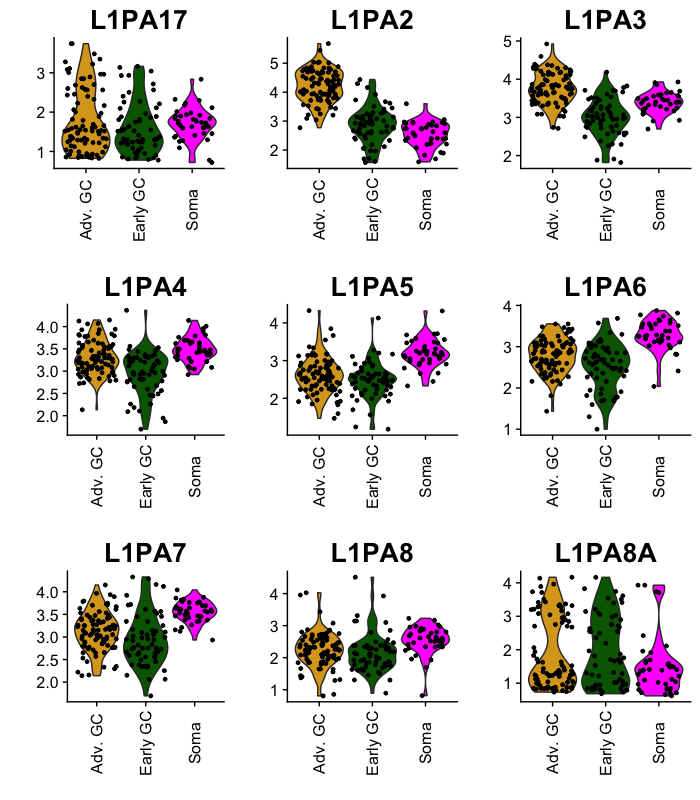 L1PA17 L1PA2 L1PA3
3
2
1
Adv. GC
Early GC
Soma
5
4
3
2
Adv. GC
Early GC
Soma
5
4
3
2
Adv. GC
Early GC
Soma
L1PA4 L1PA5 L1PA6
4.0
3.5
3.0
2.5
2.0
Adv. GC
Early GC
Soma
4
3
2
Adv. GC
Early GC
Soma
4
3
2
1
Adv. GC
Early GC
Soma
L1PA7 L1PA8 L1PA8A
4.0
3.5
3.0
2.5
2.0
Adv. GC
Early GC
Soma
4
3
2
1
Adv. GC
Early GC
Soma
4
3
2
1
Adv. GC
Early GC
Soma